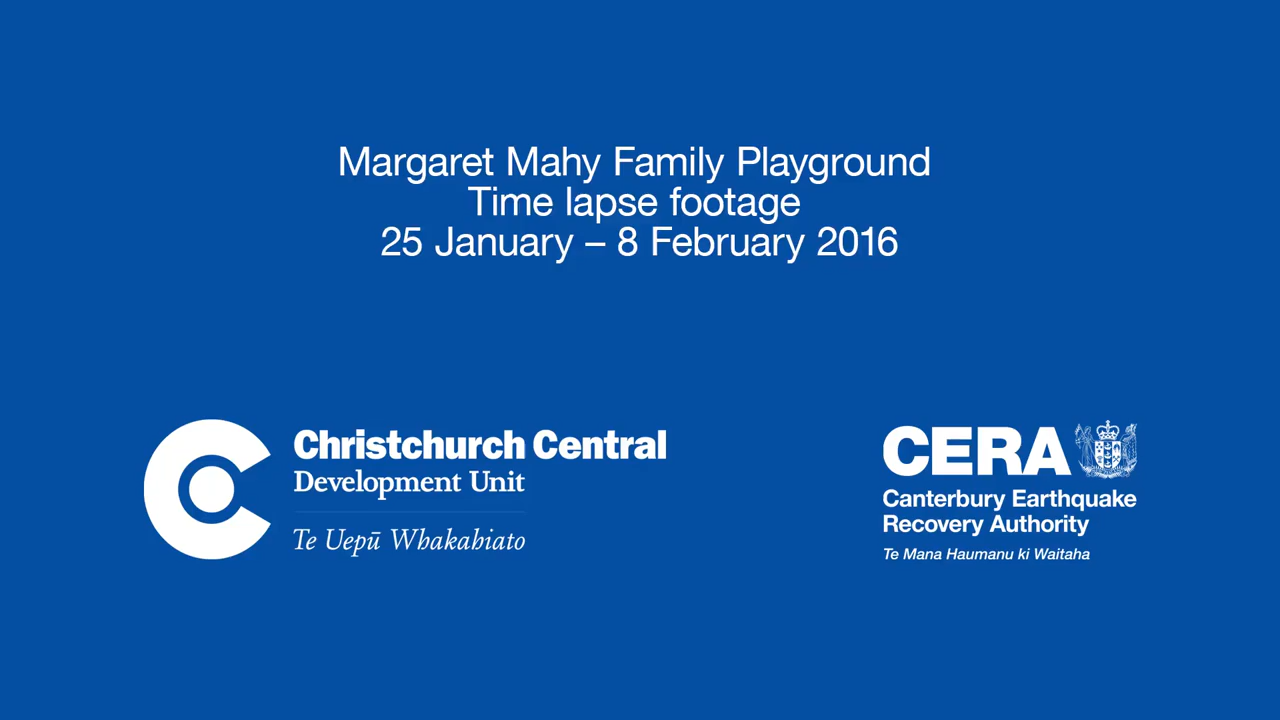 Margaret Mahy Family Playground
Time lapse footage
25 January – 8 February 2016
Christchurch Central
Development Unit
Te Uepū Whakahiato
CERA
Canterbury Earthquake
Recovery Authority
Te Mana Haumanu ki Waitaha